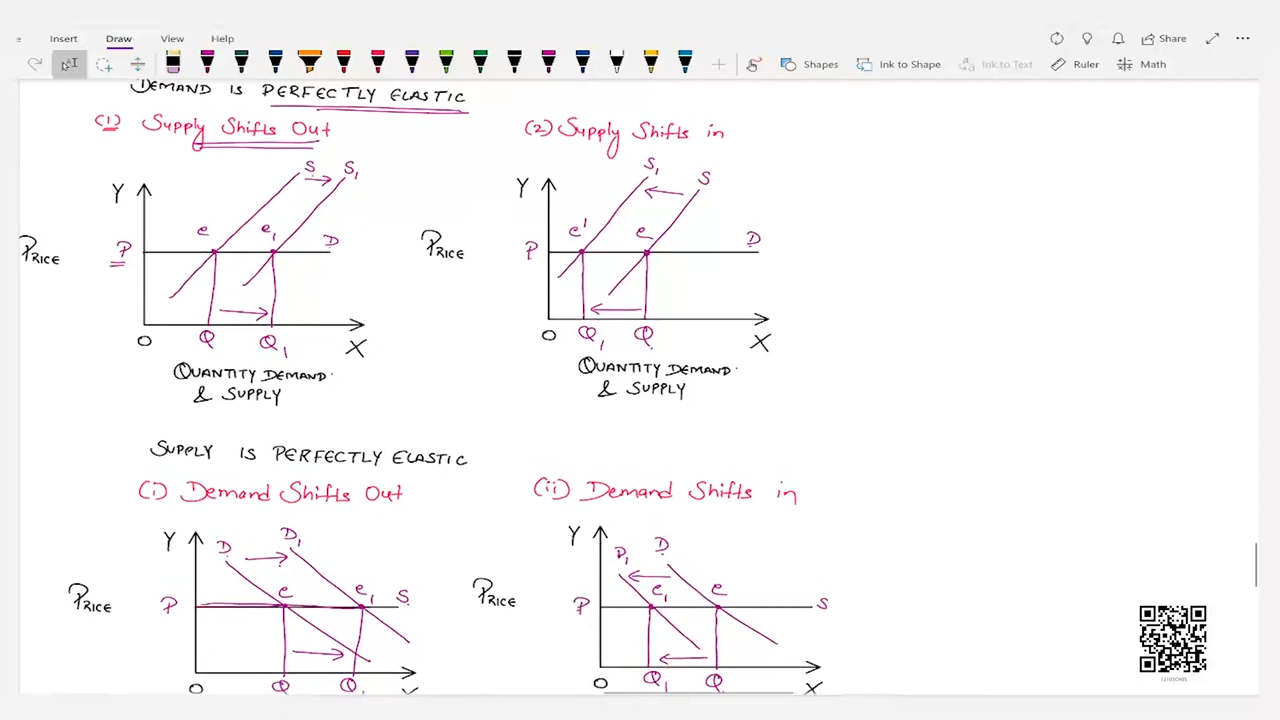 Insert Draw View Help
Share
Shapes Ink to Shape Ink to Text Ruler Math
DEMAND IS PERFECTLY ELASTIC
(1) Supply Shifts Out
(2) Supply Shifts in
S S1
Y
e e1 D
P
PRICE
O Q Q1 X
QUANTITY DEMAND
& SUPPLY
S1 S
Y
e' e D
P
PRICE
O Q1 Q X
QUANTITY DEMAND
& SUPPLY
SUPPLY IS PERFECTLY ELASTIC
(i) Demand Shifts Out
(ii) Demand Shifts in
Y D D1
e e1 S
P
PRICE
O Q Q1 X
Y D1 D
e1 e
P S
PRICE
O Q1 Q X